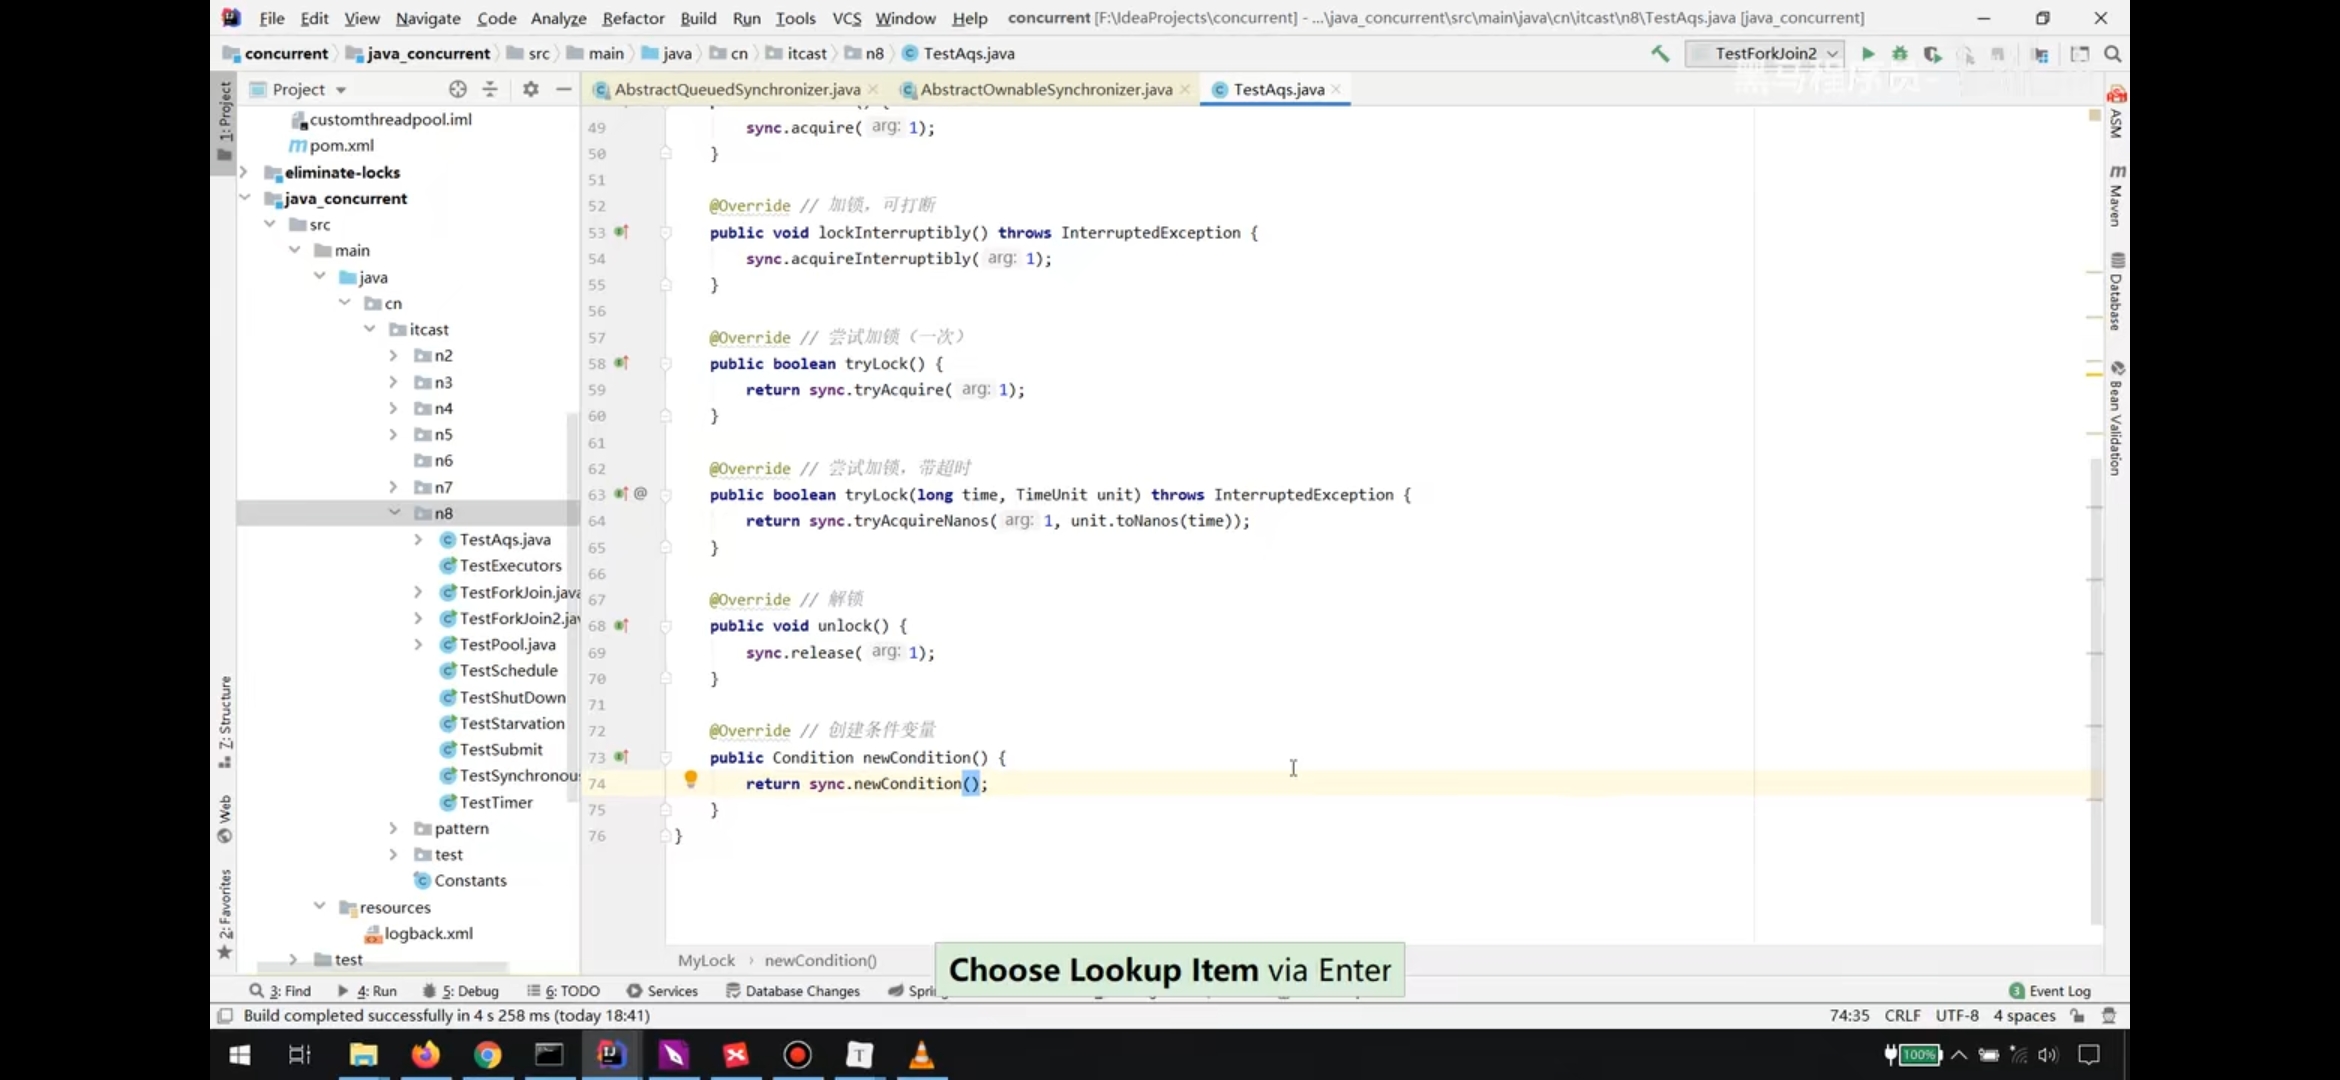 File Edit View Navigate Code Analyze Refactor Build Run Tools VCS Window Help concurrent [F:\IdeaProjects\concurrent] - ...\java_concurrent\src\main\java\cn\itcast\n8\TestAqs.java [java_concurrent]
concurrent java_concurrent src main java cn itcast n8 TestAqs.java TestForkJoin2
黑马程序员
1: Project
Project
AbstractQueuedSynchronizer.java AbstractOwnableSynchronizer.java TestAqs.java
customthreadpool.iml
pom.xml
eliminate-locks
java_concurrent
src
main
java
cn
itcast
n2
n3
n4
n5
n6
n7
n8
TestAqs.java
TestExecutors
TestForkJoin.java
TestForkJoin2.jav
TestPool.java
TestSchedule
TestShutDown
TestStarvation
TestSubmit
TestSynchronou
TestTimer
pattern
test
Constants
resources
logback.xml
test
7: Structure
Web
2: Favorites
49 sync.acquire( arg: 1);
50 }
51
52 @Override // 加锁，可打断
53 public void lockInterruptibly() throws InterruptedException {
54 sync.acquireInterruptibly( arg: 1);
55 }
56
57 @Override // 尝试加锁（一次）
58 public boolean tryLock() {
59 return sync.tryAcquire( arg: 1);
60 }
61
62 @Override // 尝试加锁，带超时
63 @ public boolean tryLock(long time, TimeUnit unit) throws InterruptedException {
64 return sync.tryAcquireNanos( arg: 1, unit.toNanos(time));
65 }
66
67 @Override // 解锁
68 public void unlock() {
69 sync.release( arg: 1);
70 }
71
72 @Override // 创建条件变量
73 public Condition newCondition() {
74 return sync.newCondition();
75 }
76 }
ASM
m Maven
Database
Bean Validation
MyLock › newCondition()
Choose Lookup Item via Enter
3: Find 4: Run 5: Debug 6: TODO Services Database Changes Sprin
3 Event Log
Build completed successfully in 4 s 258 ms (today 18:41) 74:35 CRLF UTF-8 4 spaces
T 100%